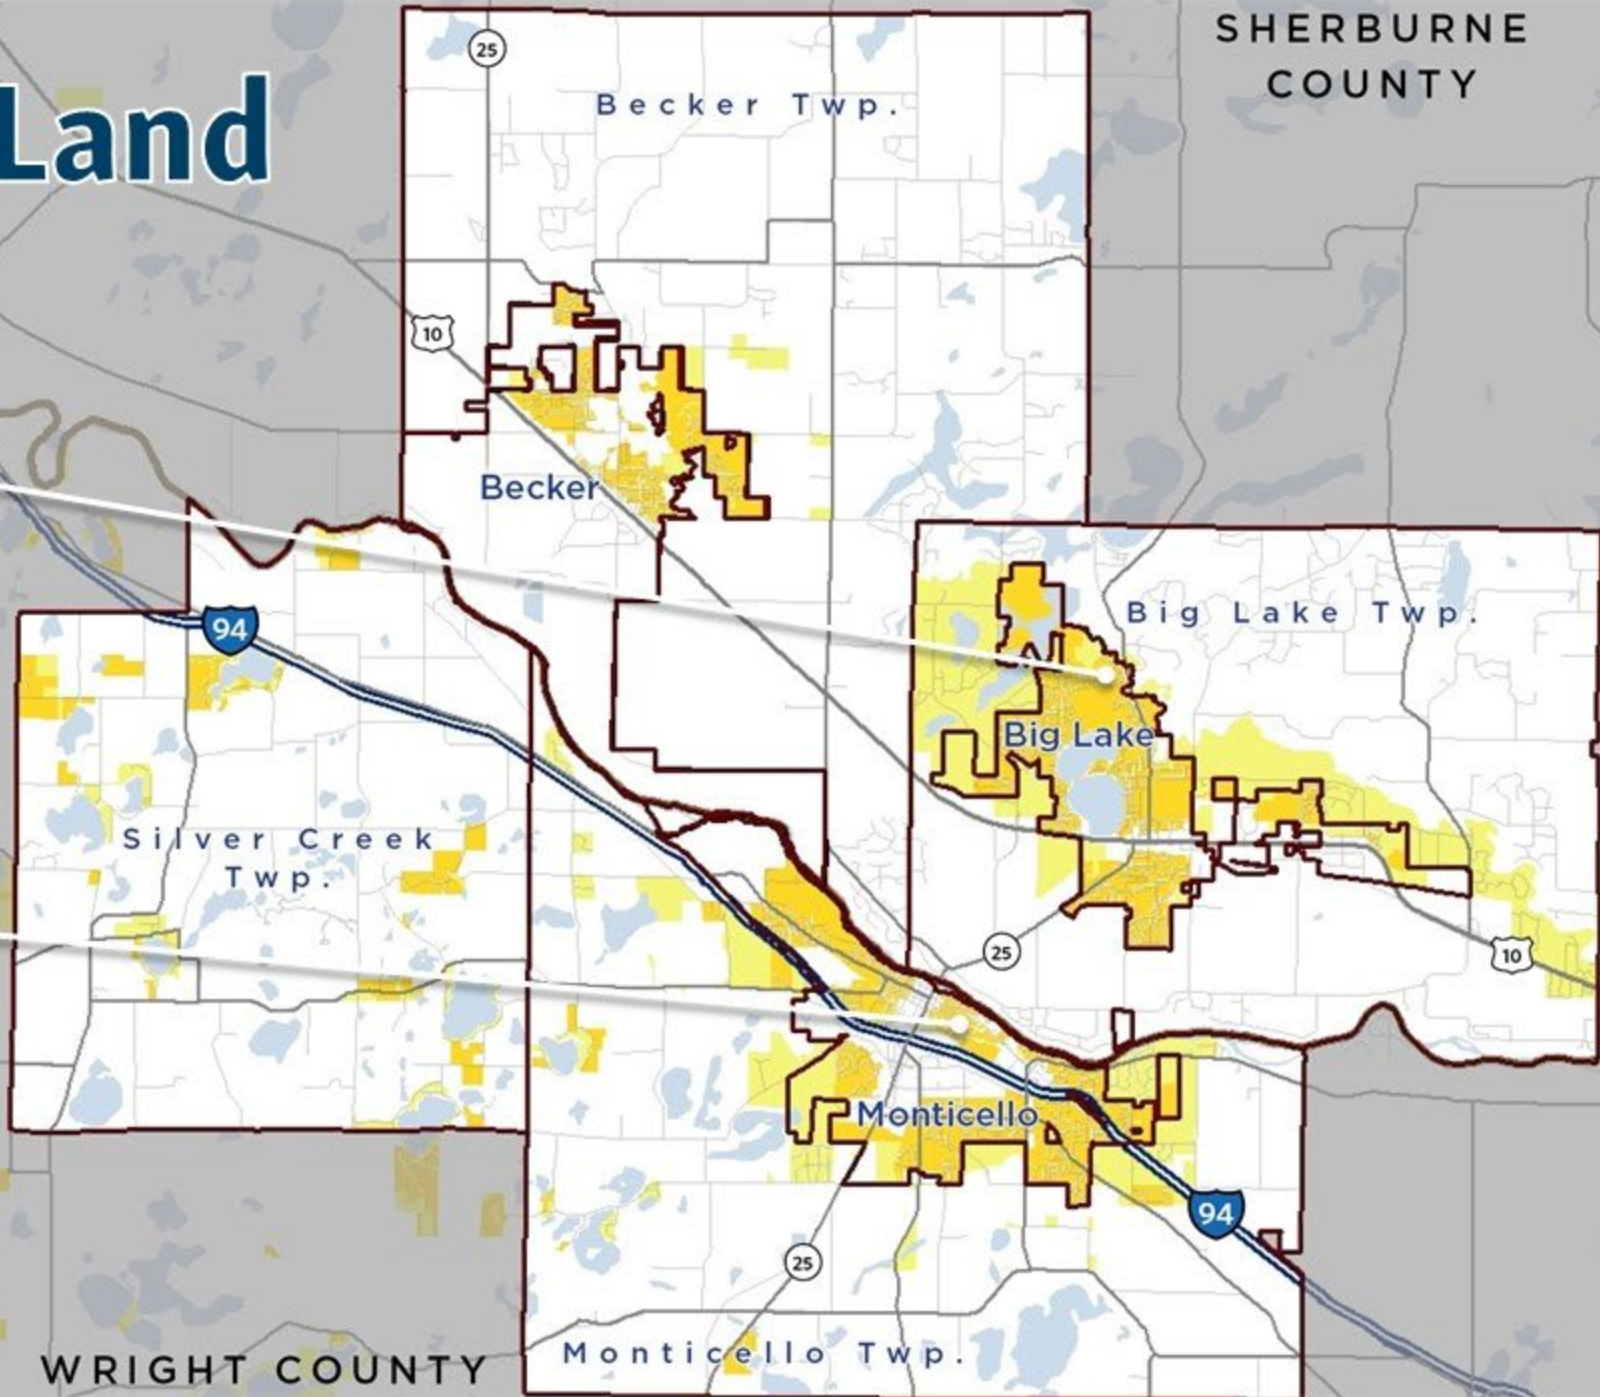 SHERBURNE
COUNTY
25
Becker Twp.
Land
10
Becker
94
Big Lake Twp.
Big Lake
Silver Creek
Twp.
25
10
Monticello
94
25
Monticello Twp.
WRIGHT COUNTY